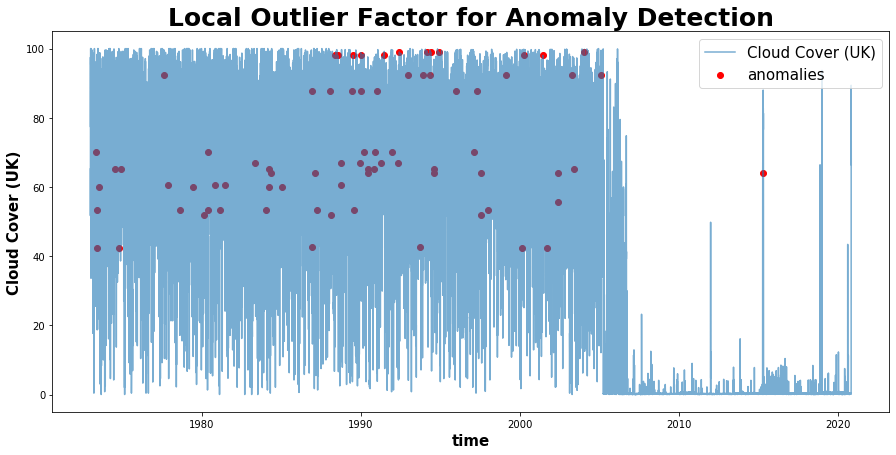 Local Outlier Factor for Anomaly Detection
Cloud Cover (UK)
anomalies
100
80
60
40
20
0
Cloud Cover (UK)
1980
1990
2000
2010
2020
time